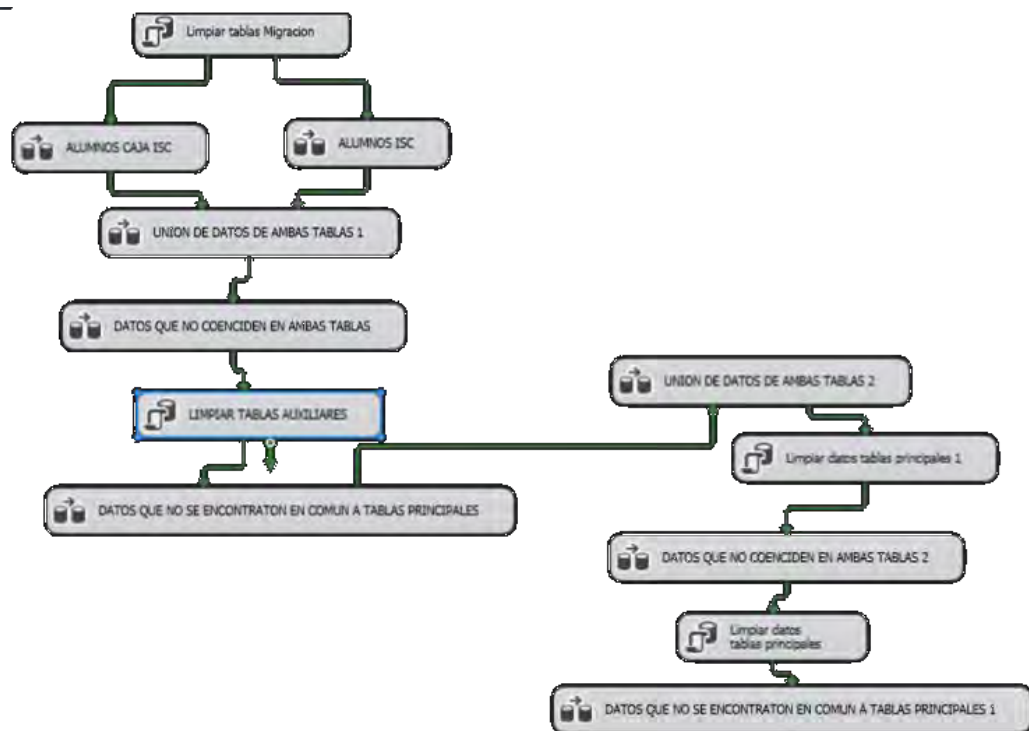 Limpiar tablas Migracion
ALUMNOS CAJA ISC
ALUMNOS ISC
UNION DE DATOS DE AMBAS TABLAS 1
DATOS QUE NO COENCIDEN EN AMBAS TABLAS
LIMPIAR TABLAS AUXILIARES
DATOS QUE NO SE ENCONTRATON EN COMUN A TABLAS PRINCIPALES
UNION DE DATOS DE AMBAS TABLAS 2
Limpiar datos tablas principales 1
DATOS QUE NO COENCIDEN EN AMBAS TABLAS 2
Limpiar datos
tablas principales
DATOS QUE NO SE ENCONTRATON EN COMUN A TABLAS PRINCIPALES 1